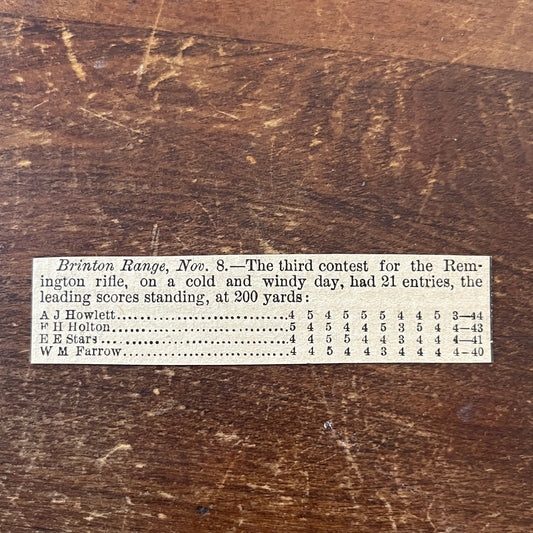 Brinton Range, Nov. 8.—The third contest for the Rem-
ington rifle, on a cold and windy day, had 21 entries, the
leading scores standing, at 200 yards:
A J Howlett..............................4 5 4 5 5 5 4 4 5 3—44
F H Holton..............................5 4 5 4 4 5 3 5 4 4—43
E E Stars..............................4 4 5 5 4 4 3 4 4 4—41
W M Farrow..............................4 4 5 4 4 3 4 4 4 4—40